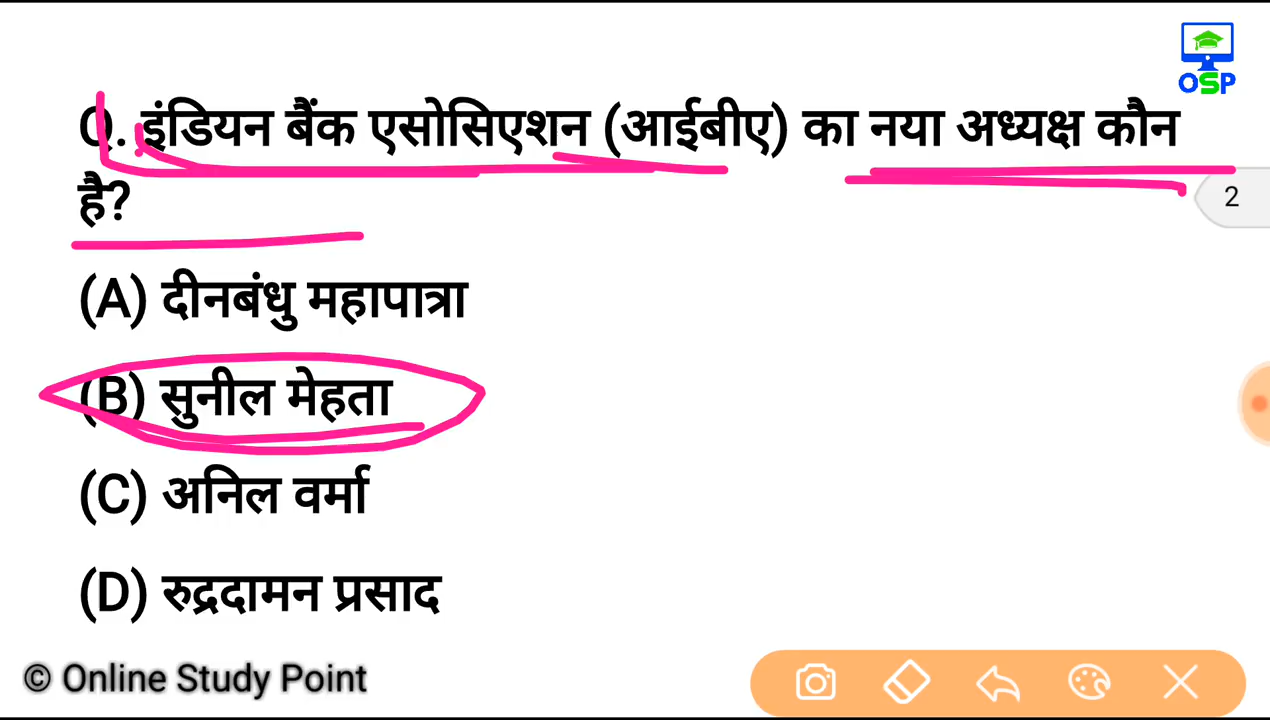 OSP
Q. इंडियन बैंक एसोसिएशन (आईबीए) का नया अध्यक्ष कौन
है?
2
(A) दीनबंधु महापात्रा
(B) सुनील मेहता
(C) अनिल वर्मा
(D) रुद्रदामन प्रसाद
© Online Study Point